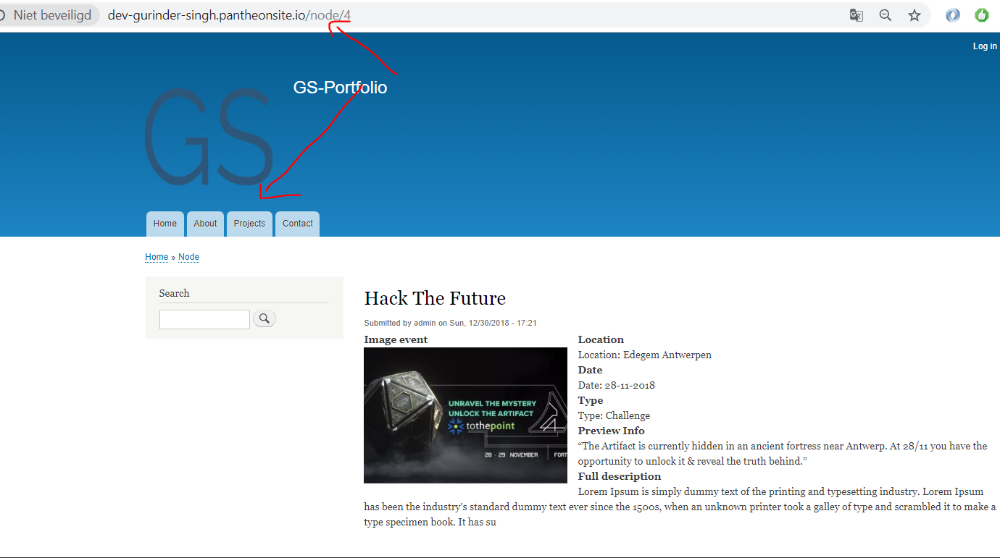 Niet beveiligd dev-gurinder-singh.pantheonsite.io/node/4
Log in
GS-Portfolio
GS
Home About Projects Contact
Home » Node
Search
Hack The Future
Submitted by admin on Sun, 12/30/2018 - 17:21
Image event
UNRAVEL THE MYSTERY
UNLOCK THE ARTIFACT
tothepoint
28 - 29 NOVEMBER FORT
Location
Location: Edegem Antwerpen
Date
Date: 28-11-2018
Type
Type: Challenge
Preview Info
“The Artifact is currently hidden in an ancient fortress near Antwerp. At 28/11 you have the
opportunity to unlock it & reveal the truth behind.”
Full description
Lorem Ipsum is simply dummy text of the printing and typesetting industry. Lorem Ipsum
has been the industry's standard dummy text ever since the 1500s, when an unknown printer took a galley of type and scrambled it to make a
type specimen book. It has su